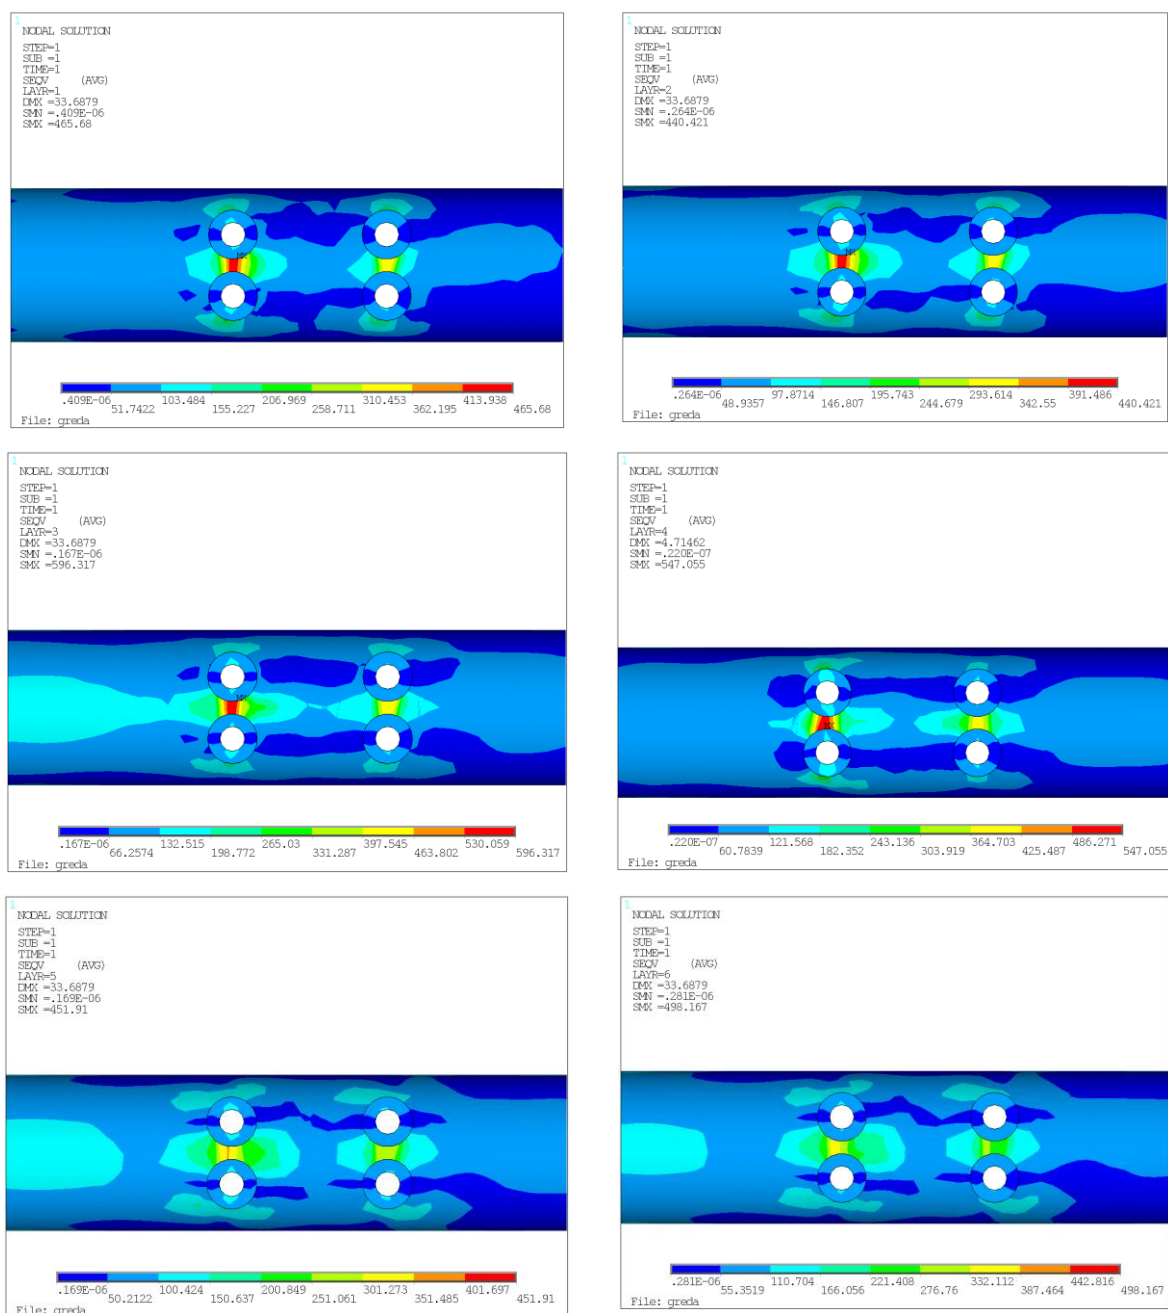 1
NODAL SOLUTION
STEP=1
SUB =1
TIME=1
SEQV (AVG)
LAYR=1
DMX =33.6879
SMN =.409E-06
SMX =465.68
MX
.409E-06 103.484 206.969 310.453 413.938
51.7422 155.227 258.711 362.195 465.68
File: greda
1
NODAL SOLUTION
STEP=1
SUB =1
TIME=1
SEQV (AVG)
LAYR=2
DMX =33.6879
SMN =.264E-06
SMX =440.421
MX
.264E-06 97.8714 195.743 293.614 391.486
48.9357 146.807 244.679 342.55 440.421
File: greda
1
NODAL SOLUTION
STEP=1
SUB =1
TIME=1
SEQV (AVG)
LAYR=3
DMX =33.6879
SMN =.167E-06
SMX =596.317
MX
.167E-06 132.515 265.03 397.545 530.059
66.2574 198.772 331.287 463.802 596.317
File: greda
1
NODAL SOLUTION
STEP=1
SUB =1
TIME=1
SEQV (AVG)
LAYR=4
DMX =4.71462
SMN =.220E-07
SMX =547.055
MX
.220E-07 121.568 243.136 364.703 486.271
60.7839 182.352 303.919 425.487 547.055
File: greda
1
NODAL SOLUTION
STEP=1
SUB =1
TIME=1
SEQV (AVG)
LAYR=5
DMX =33.6879
SMN =.169E-06
SMX =451.91
.169E-06 100.424 200.849 301.273 401.697
50.2122 150.637 251.061 351.485 451.91
File: greda
1
NODAL SOLUTION
STEP=1
SUB =1
TIME=1
SEQV (AVG)
LAYR=6
DMX =33.6879
SMN =.281E-06
SMX =498.167
.281E-06 110.704 221.408 332.112 442.816
55.3519 166.056 276.76 387.464 498.167
File: greda